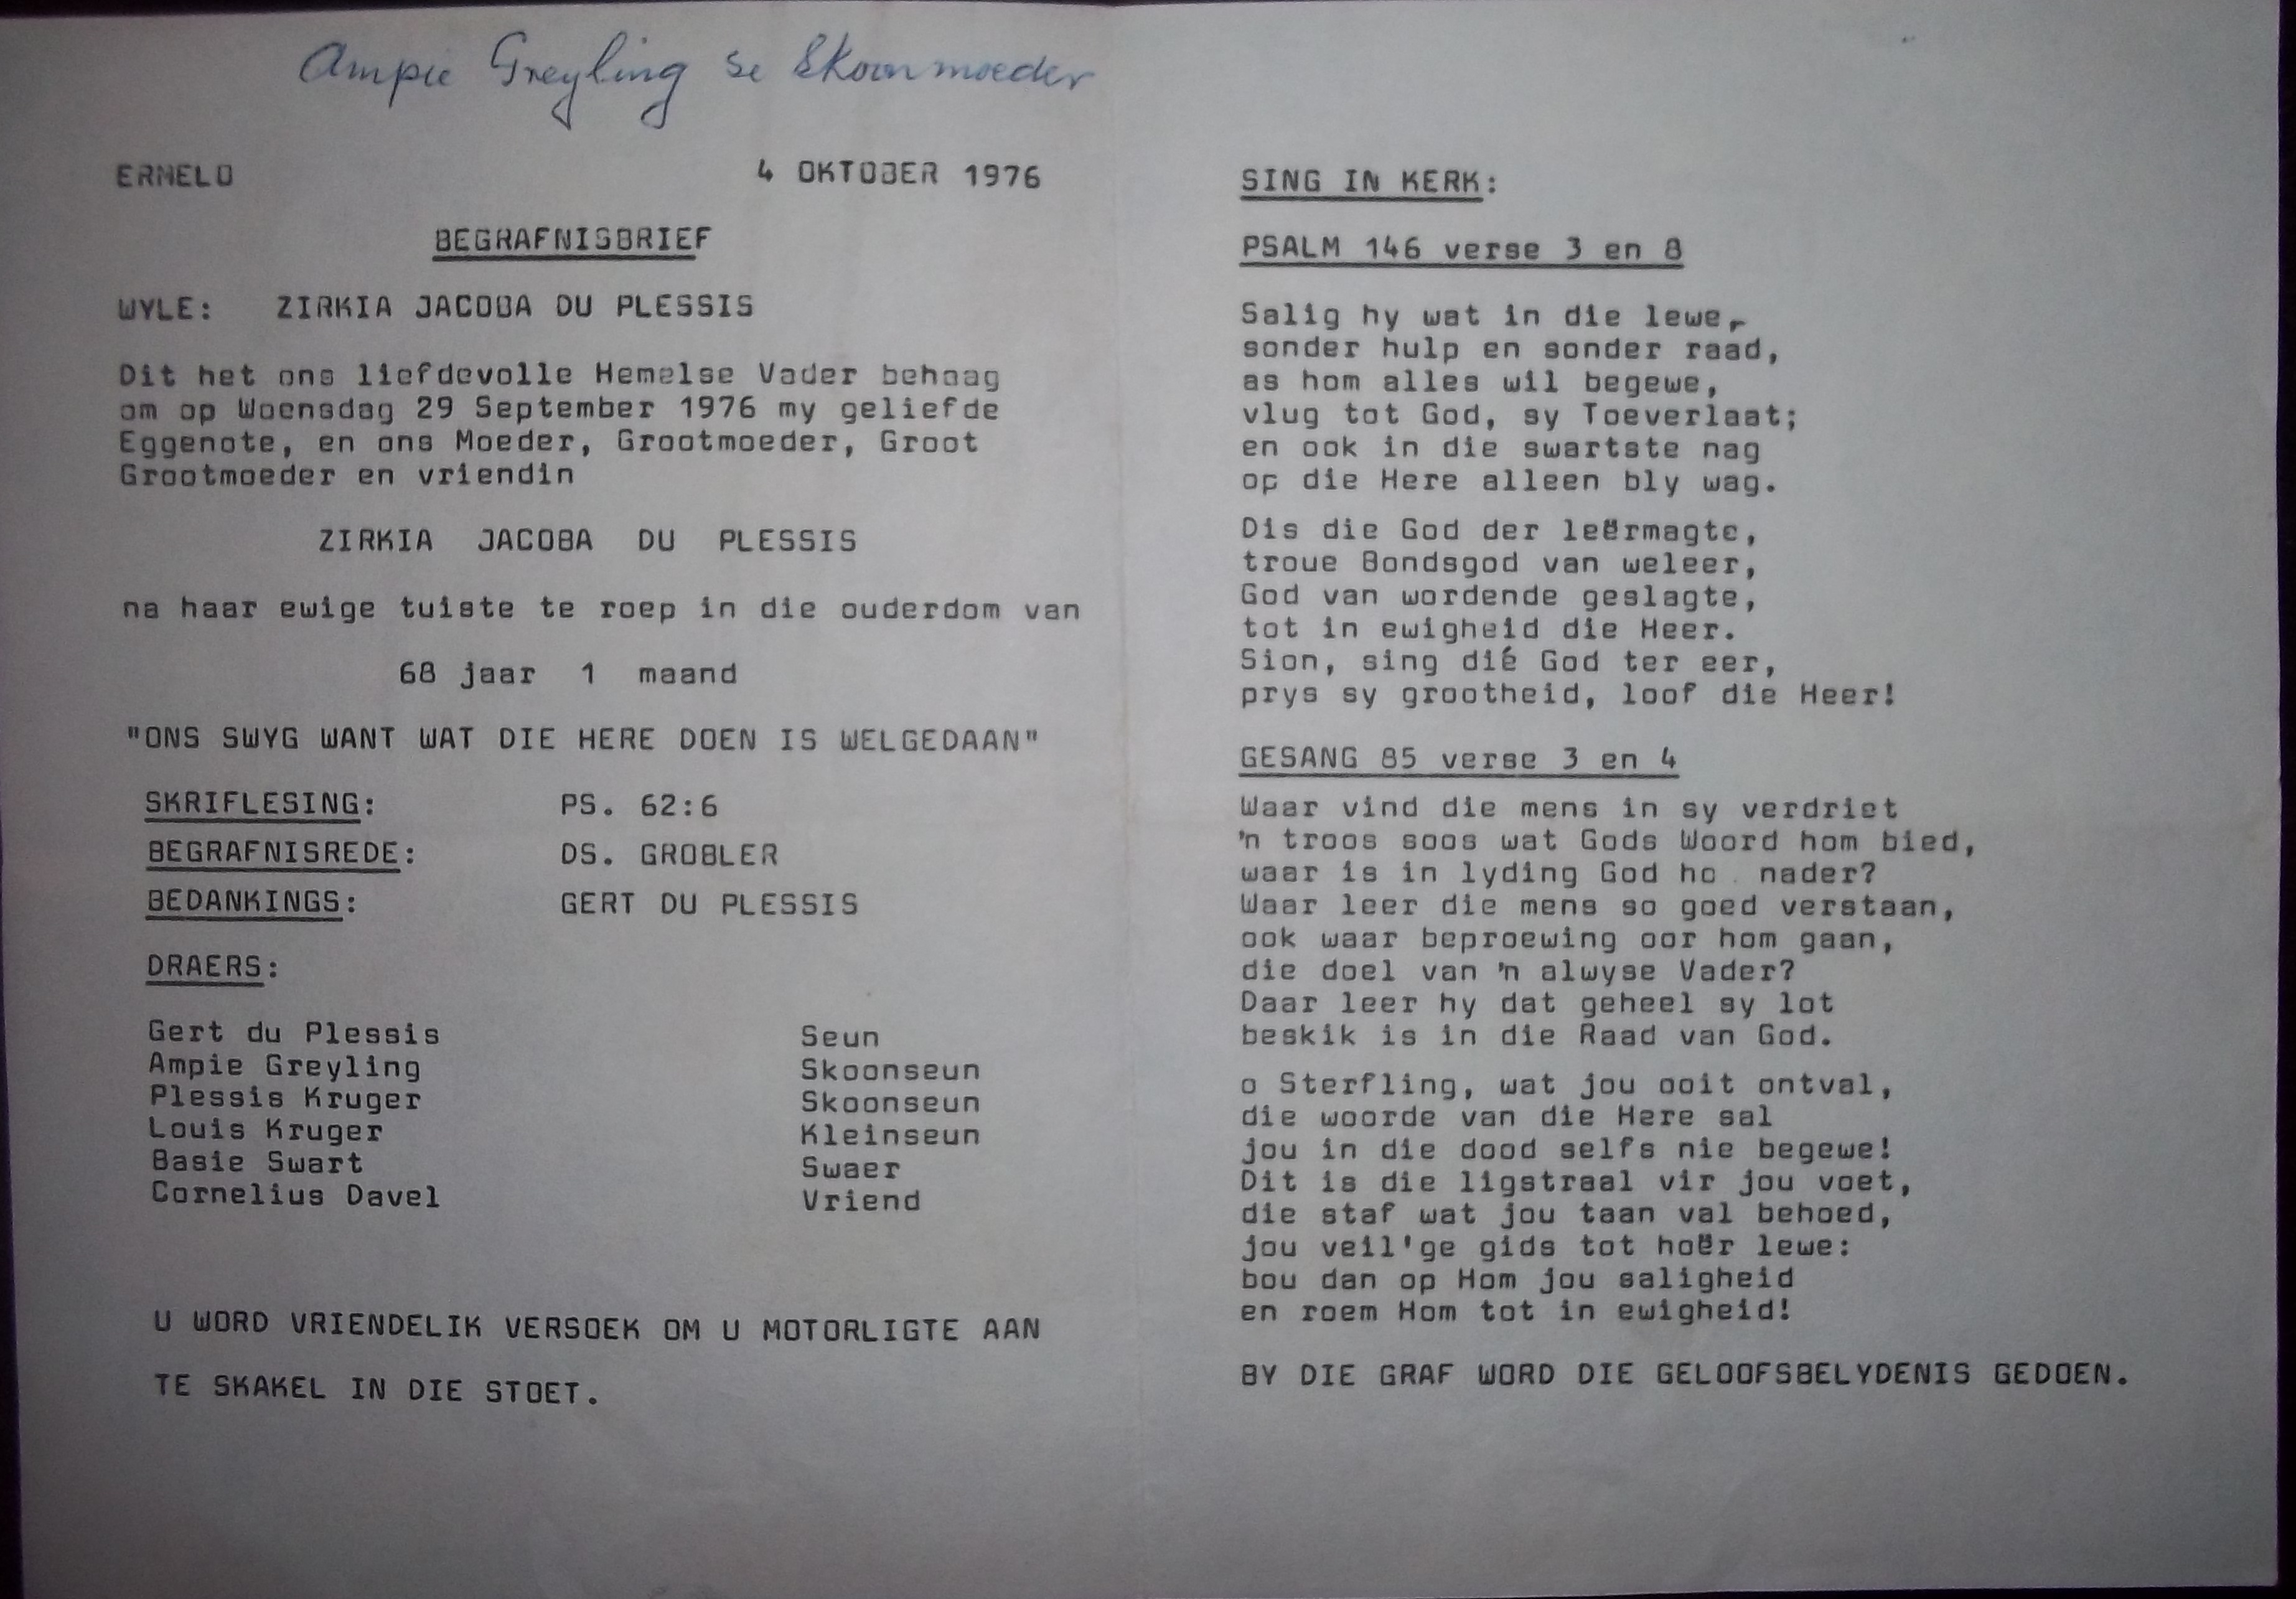 Ampie Greyling se Skoonmoeder
ERMELO 4 OKTOBER 1976
BEGRAFNISBRIEF
WYLE: ZIRKIA JACOBA DU PLESSIS
Dit het ons liefdevolle Hemelse Vader behaag
om op Woensdag 29 September 1976 my geliefde
Eggenote, en ons Moeder, Grootmoeder, Groot
Grootmoeder en vriendin
ZIRKIA JACOBA DU PLESSIS
na haar ewige tuiste te roep in die ouderdom van
68 jaar 1 maand
"ONS SWYG WANT WAT DIE HERE DOEN IS WELGEDAAN"
SKRIFLESING: PS. 62:6
BEGRAFNISREDE: DS. GROBLER
BEDANKINGS: GERT DU PLESSIS
DRAERS:
Gert du Plessis Seun
Ampie Greyling Skoonseun
Plessis Kruger Skoonseun
Louis Kruger Kleinseun
Basie Swart Swaer
Cornelius Davel Vriend
U WORD VRIENDELIK VERSOEK OM U MOTORLIGTE AAN
TE SKAKEL IN DIE STOET.
SING IN KERK:
PSALM 146 verse 3 en 8
Salig hy wat in die lewe,
sonder hulp en sonder raad,
as hom alles wil begewe,
vlug tot God, sy Toeverlaat;
en ook in die swartste nag
op die Here alleen bly wag.
Dis die God der leërmagte,
troue Bondsgod van weleer,
God van wordende geslagte,
tot in ewigheid die Heer.
Sion, sing dié God ter eer,
prys sy grootheid, loof die Heer!
GESANG 85 verse 3 en 4
Waar vind die mens in sy verdriet
'n troos soos wat Gods Woord hom bied,
waar is in lyding God ho nader?
Waar leer die mens so goed verstaan,
ook waar beproewing oor hom gaan,
die doel van 'n alwyse Vader?
Daar leer hy dat geheel sy lot
beskik is in die Raad van God.
o Sterfling, wat jou ooit ontval,
die woorde van die Here sal
jou in die dood selfs nie begewe!
Dit is die ligstraal vir jou voet,
die staf wat jou taan val behoed,
jou veil'ge gids tot hoër lewe:
bou dan op Hom jou saligheid
en roem Hom tot in ewigheid!
BY DIE GRAF WORD DIE GELOOFSBELYDENIS GEDOEN.